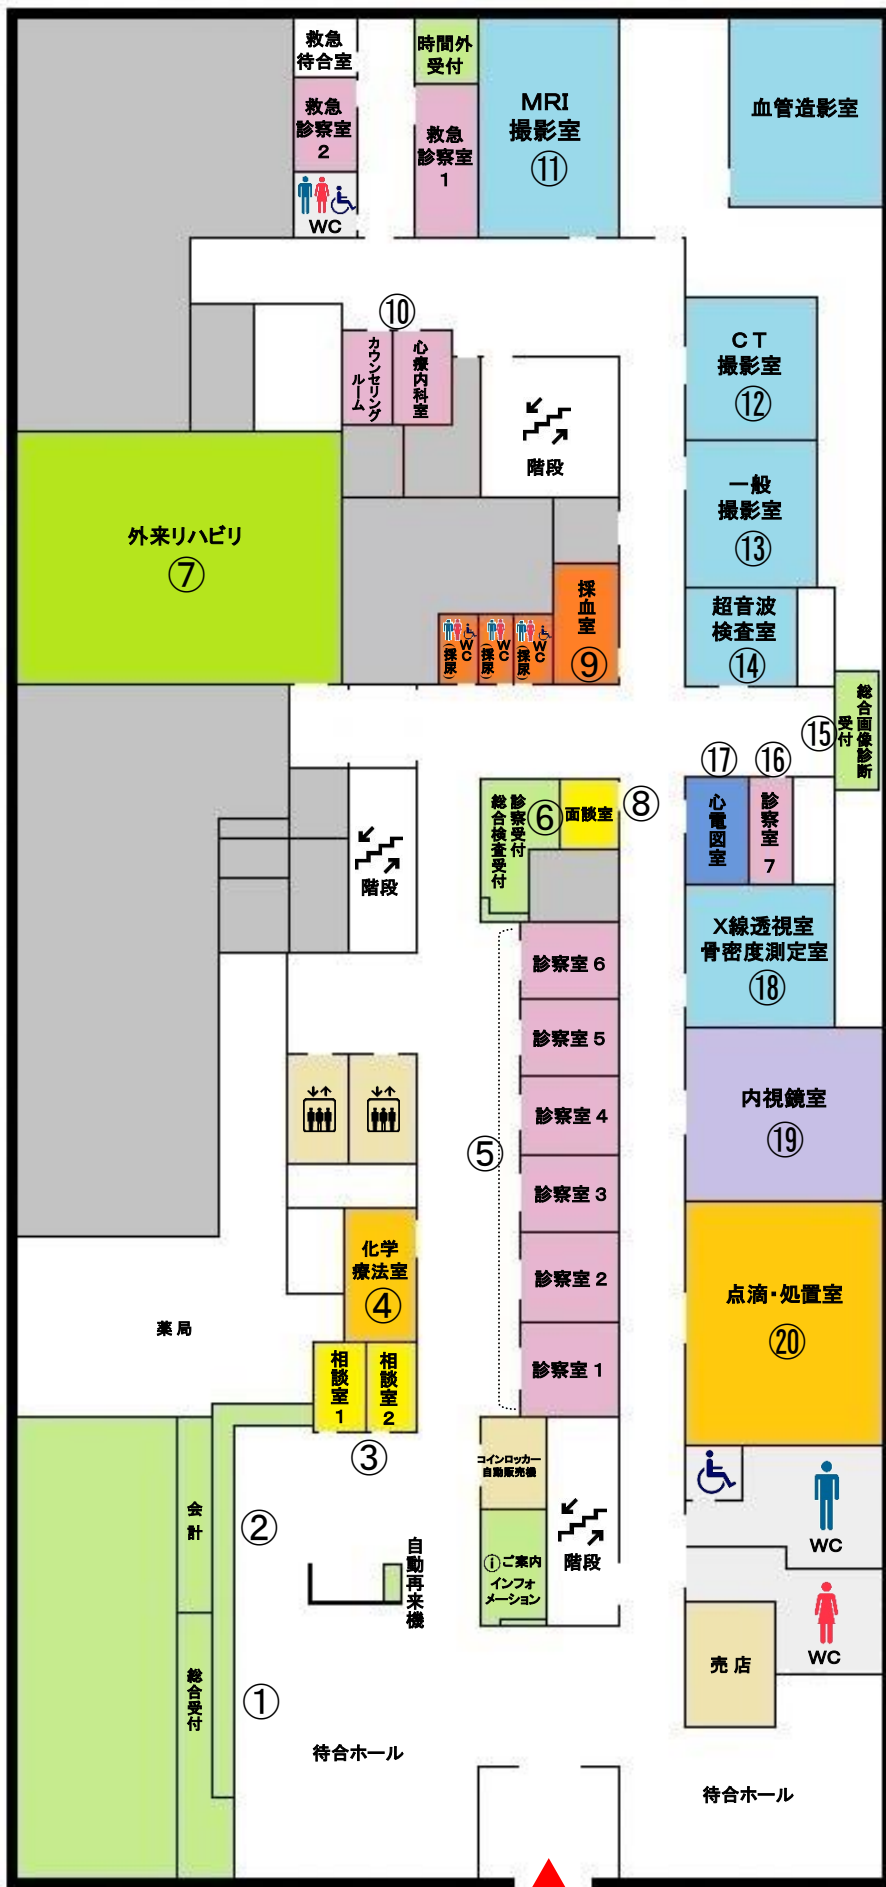 救急
待合室
時間外
受付
救急
診察室
2
救急
診察室
1
MRI
撮影室
⑪
血管造影室
WC
⑩
カウンセリング
ルーム
心療内科室
階段
CT
撮影室
⑫
外来リハビリ
⑦
一般
撮影室
⑬
採血室
⑨
WC
(採尿)
WC
(採尿)
WC
(採尿)
超音波
検査室
⑭
⑮
総合画像診断
受付
⑰
⑯
心電図室
診察室7
診察受付
総合検査受付
⑥
面談室
⑧
階段
診察室6
診察室5
診察室4
診察室3
診察室2
診察室1
⑤
X線透視室
骨密度測定室
⑱
内視鏡室
⑲
化学
療法室
④
点滴・処置室
⑳
薬局
相談室1
相談室2
③
コインロッカー
自動販売機
会計
②
自動再来機
iご案内
インフォ
メーション
階段
WC
WC
売店
総合受付
①
待合ホール
待合ホール